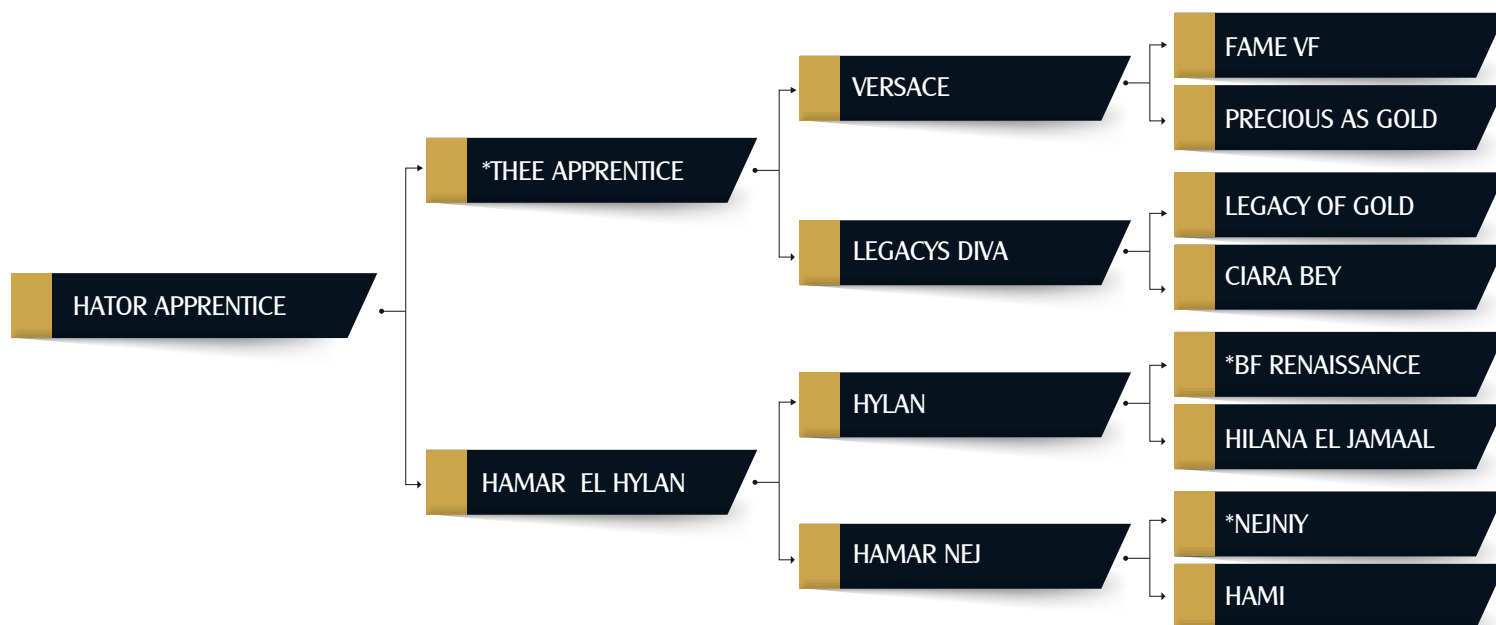 HATOR APPRENTICE
*THEE APPRENTICE
VERSACE
FAME VF
PRECIOUS AS GOLD
LEGACYS DIVA
LEGACY OF GOLD
CIARA BEY
HAMAR EL HYLAN
HYLAN
*BF RENAISSANCE
HILANA EL JAMAAL
HAMAR NEJ
*NEJNIY
HAMI